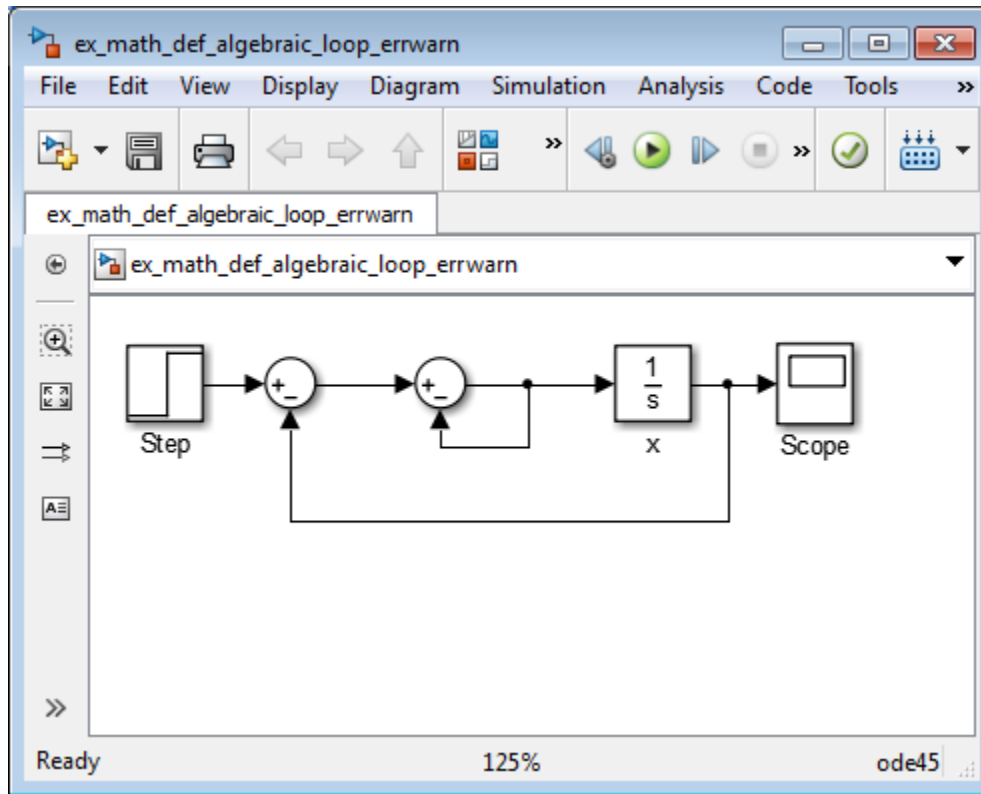 ex_math_def_algebraic_loop_errwarn
File Edit View Display Diagram Simulation Analysis Code Tools »
» »
ex_math_def_algebraic_loop_errwarn
ex_math_def_algebraic_loop_errwarn
+ − + − 1
s
Step x Scope
A
»
Ready 125% ode45